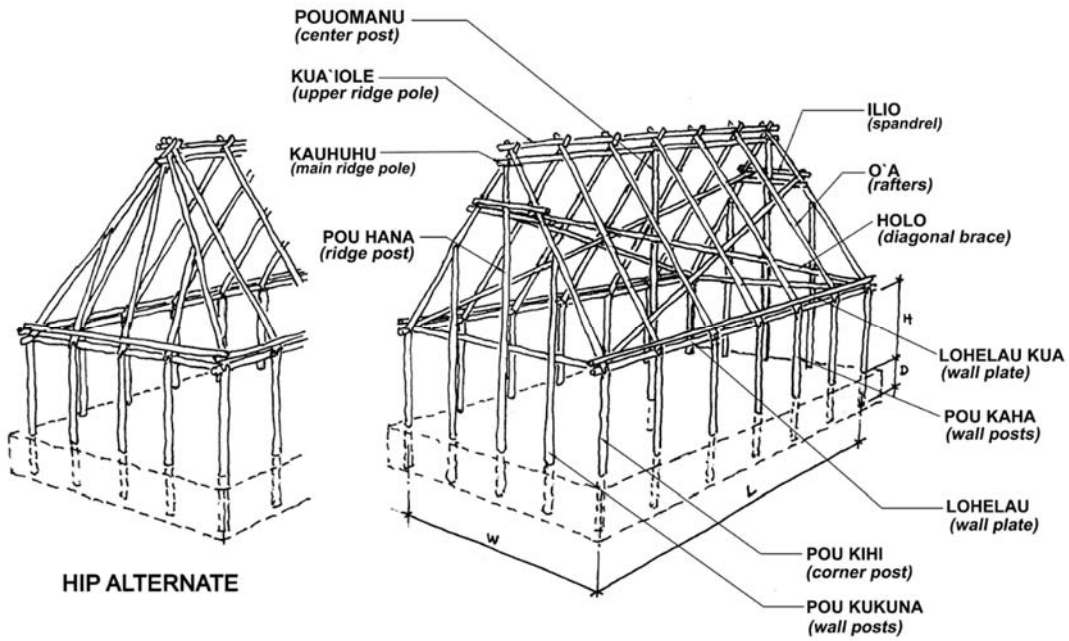 POUOMANU
(center post)
KUA`IOLE
(upper ridge pole)
KAUHUHU
(main ridge pole)
POU HANA
(ridge post)
ILIO
(spandrel)
O`A
(rafters)
HOLO
(diagonal brace)
H
D
LOHELAU KUA
(wall plate)
POU KAHA
(wall posts)
LOHELAU
(wall plate)
L
W
POU KIHI
(corner post)
POU KUKUNA
(wall posts)
HIP ALTERNATE